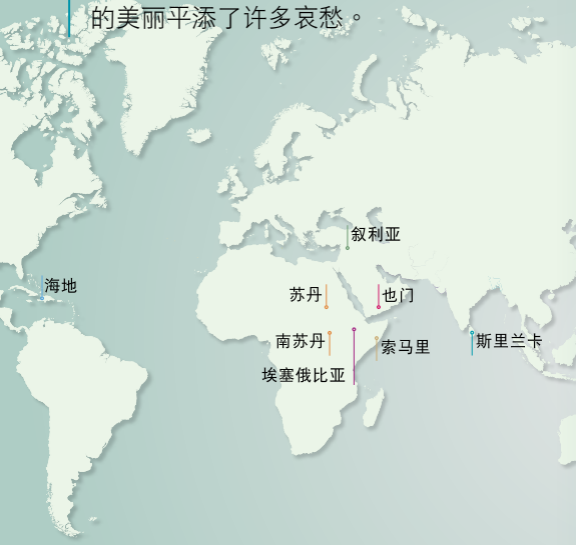 的美丽平添了许多哀愁。
叙利亚
海地
苏丹
也门
南苏丹
索马里
斯里兰卡
埃塞俄比亚